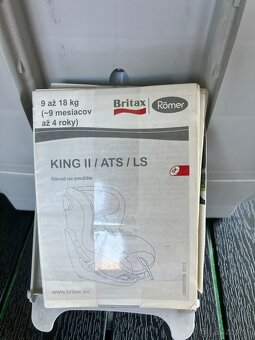 9 až 18 kg
(~9 mesiacov
až 4 roky)
Britax
Römer
KING II / ATS / LS
Návod na použitie
www.britax.eu